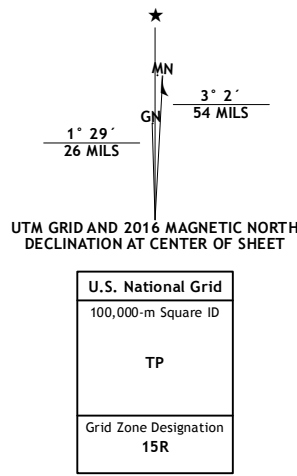 ★
MN
3° 2´
54 MILS
GN
1° 29´
26 MILS
UTM GRID AND 2016 MAGNETIC NORTH
DECLINATION AT CENTER OF SHEET
U.S. National Grid
100,000-m Square ID
TP
Grid Zone Designation
15R